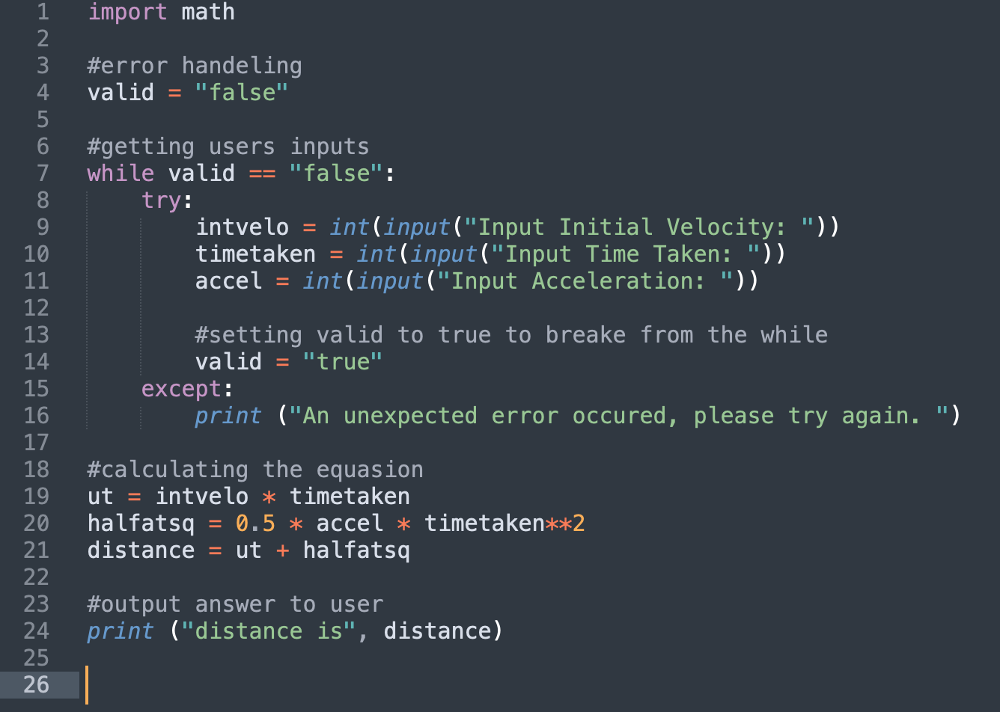 1 import math
2
3 #error handeling
4 valid = "false"
5
6 #getting users inputs
7 while valid == "false":
8     try:
9         intvelo = int(input("Input Initial Velocity: "))
10         timetaken = int(input("Input Time Taken: "))
11         accel = int(input("Input Acceleration: "))
12
13         #setting valid to true to breake from the while
14         valid = "true"
15     except:
16         print ("An unexpected error occured, please try again. ")
17
18 #calculating the equasion
19 ut = intvelo * timetaken
20 halfatsq = 0.5 * accel * timetaken**2
21 distance = ut + halfatsq
22
23 #output answer to user
24 print ("distance is", distance)
25
26